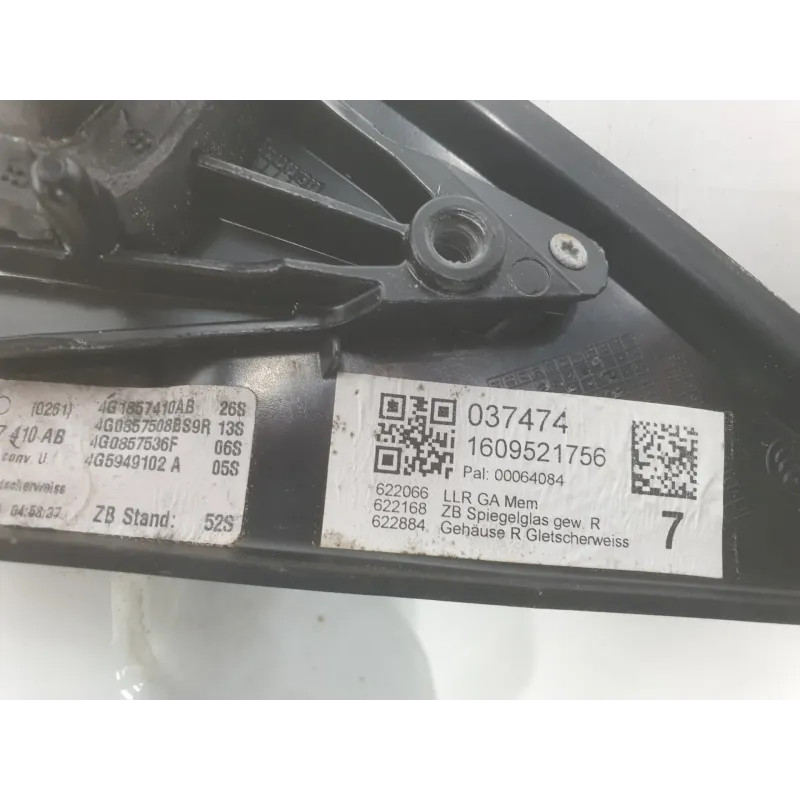 (0261) 4G1857410AB 26S
410 AB 4G0857508BS9R 13S
conv. U 4G0857536F 06S
4G5949102 A 05S
tscherweiss
04:58:37 ZB Stand: 52S
037474
1609521756
Pal: 00064084
622066 LLR GA Mem
622168 ZB Spiegelglas gew. R
622884 Gehäuse R Gletscherweiss
7